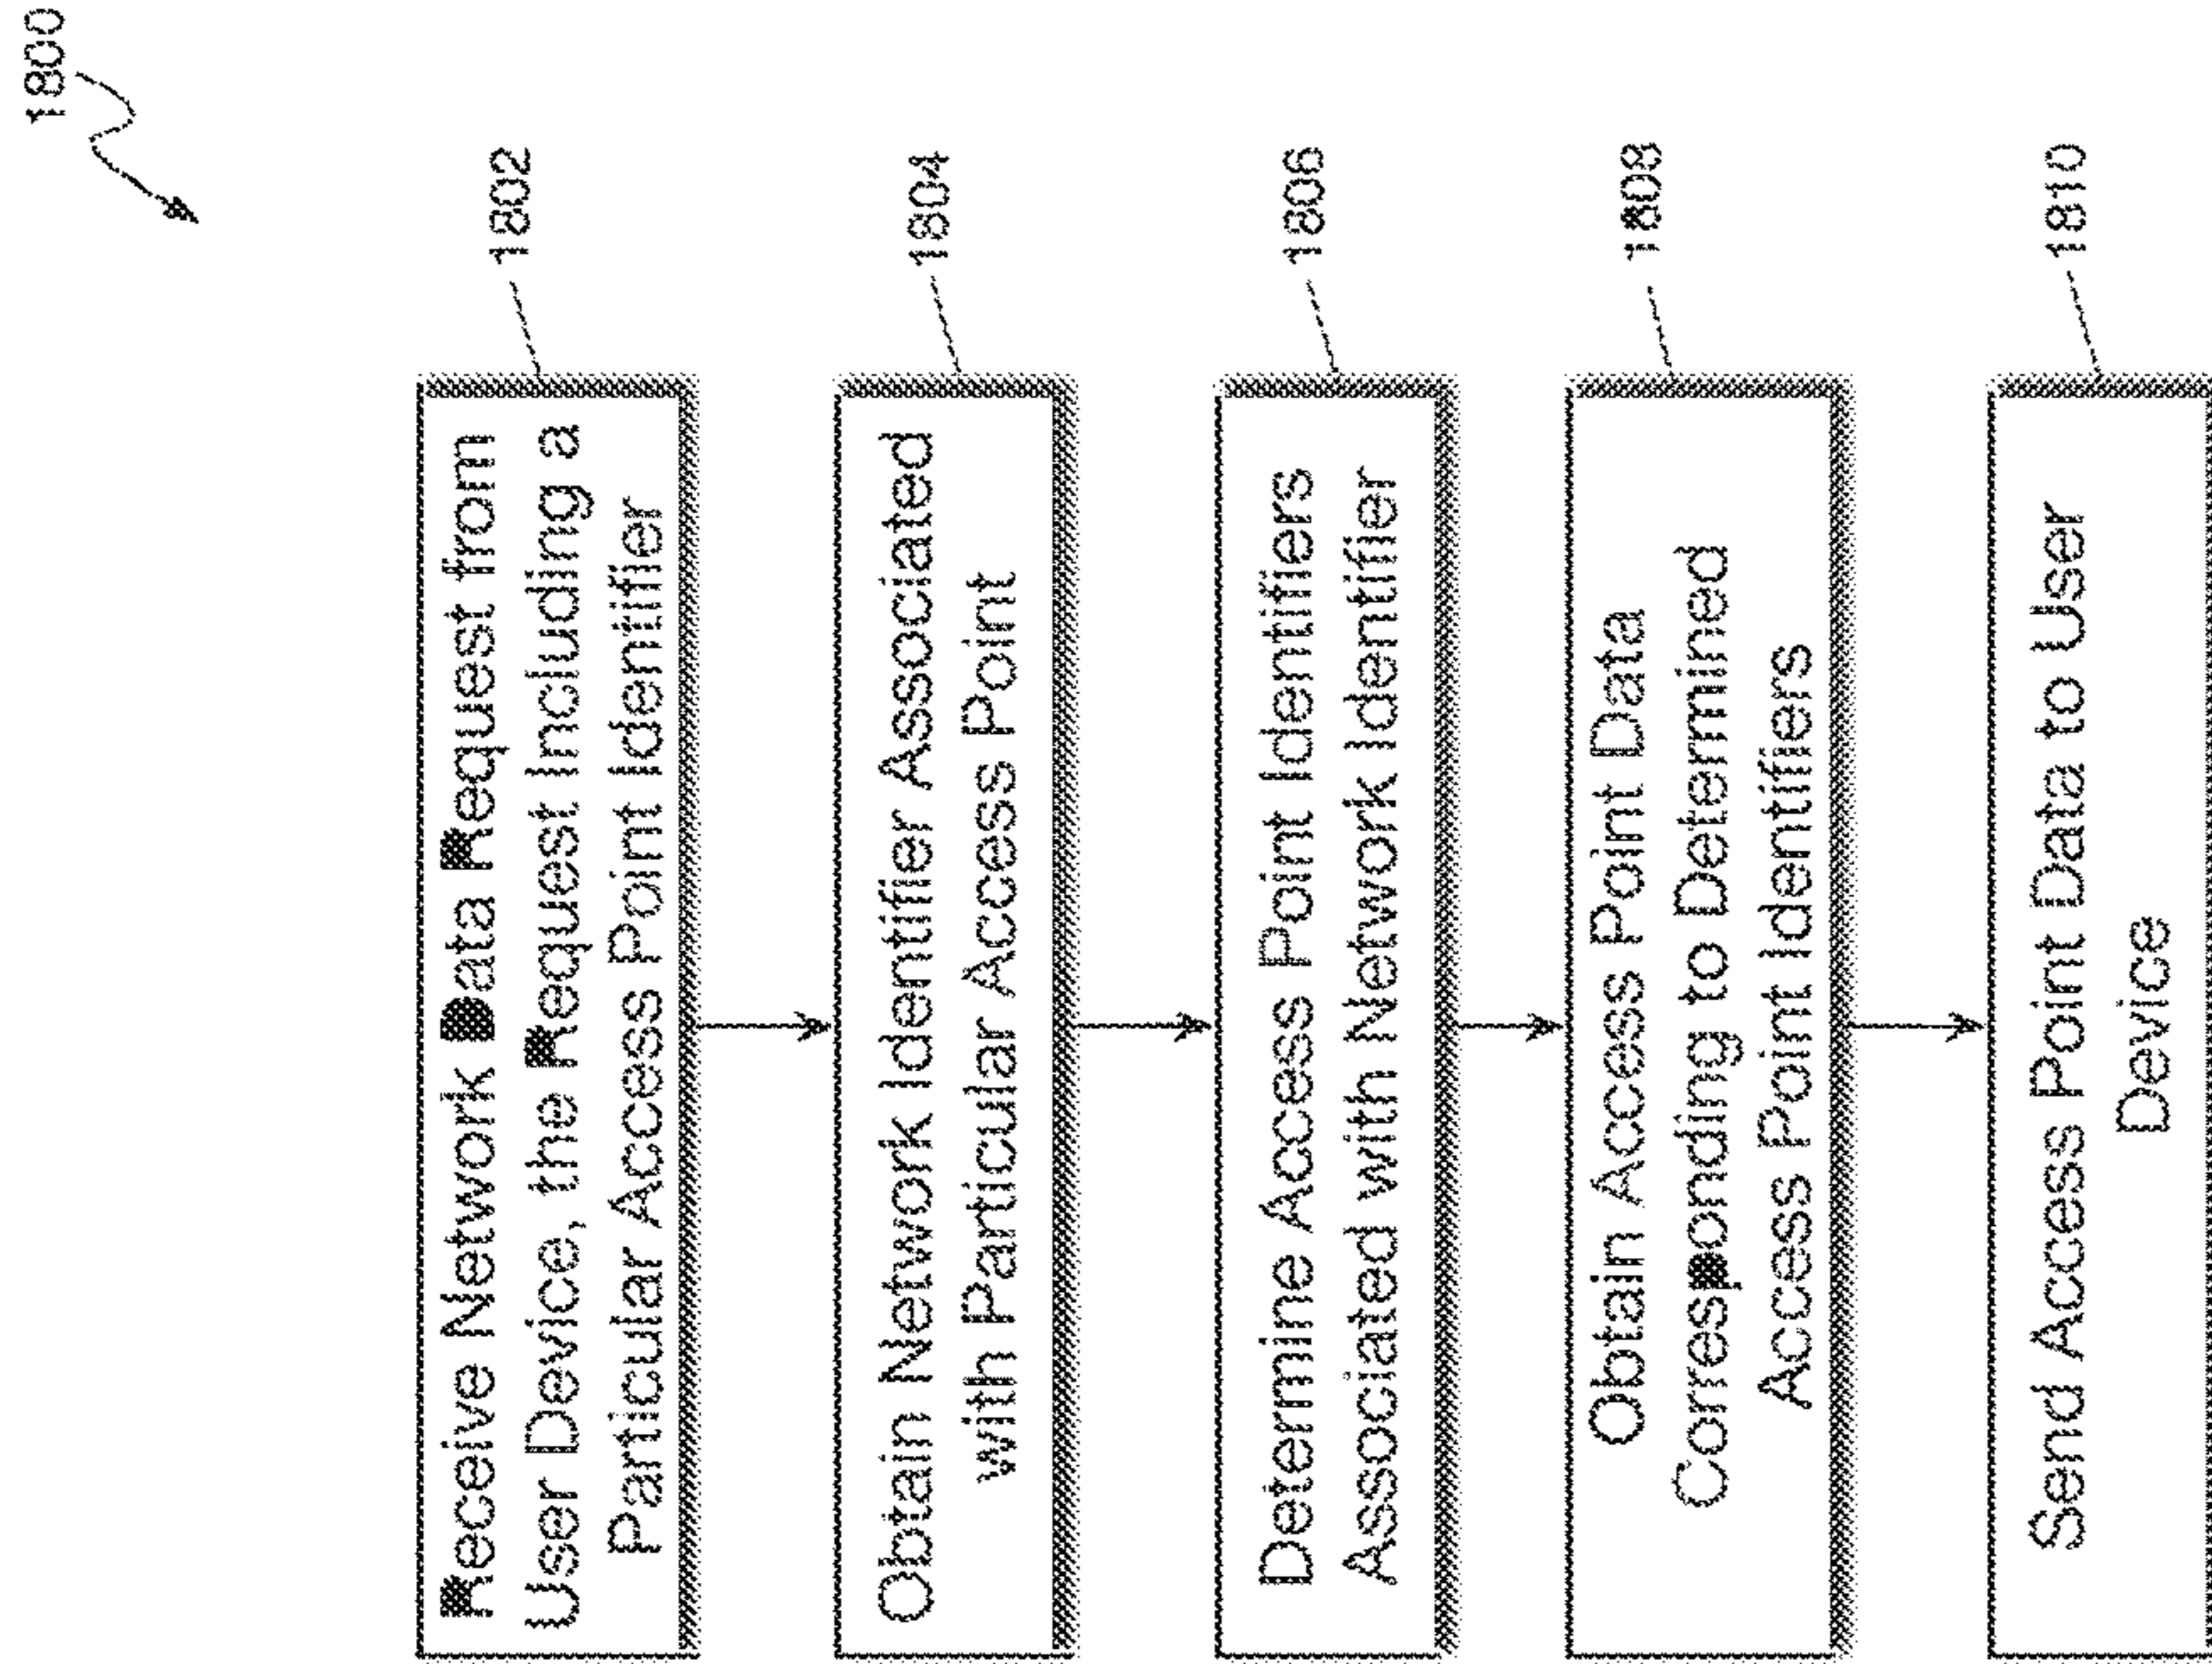 1800
Receive Network Data Request from
User Device, the Request Including a
Particular Access Point Identifier
1802
Obtain Network Identifier Associated
with Particular Access Point
1804
Determine Access Point Identifiers
Associated with Network Identifier
1806
Obtain Access Point Data
Corresponding to Determined
Access Point Identifiers
1808
Send Access Point Data to User
Device
1810